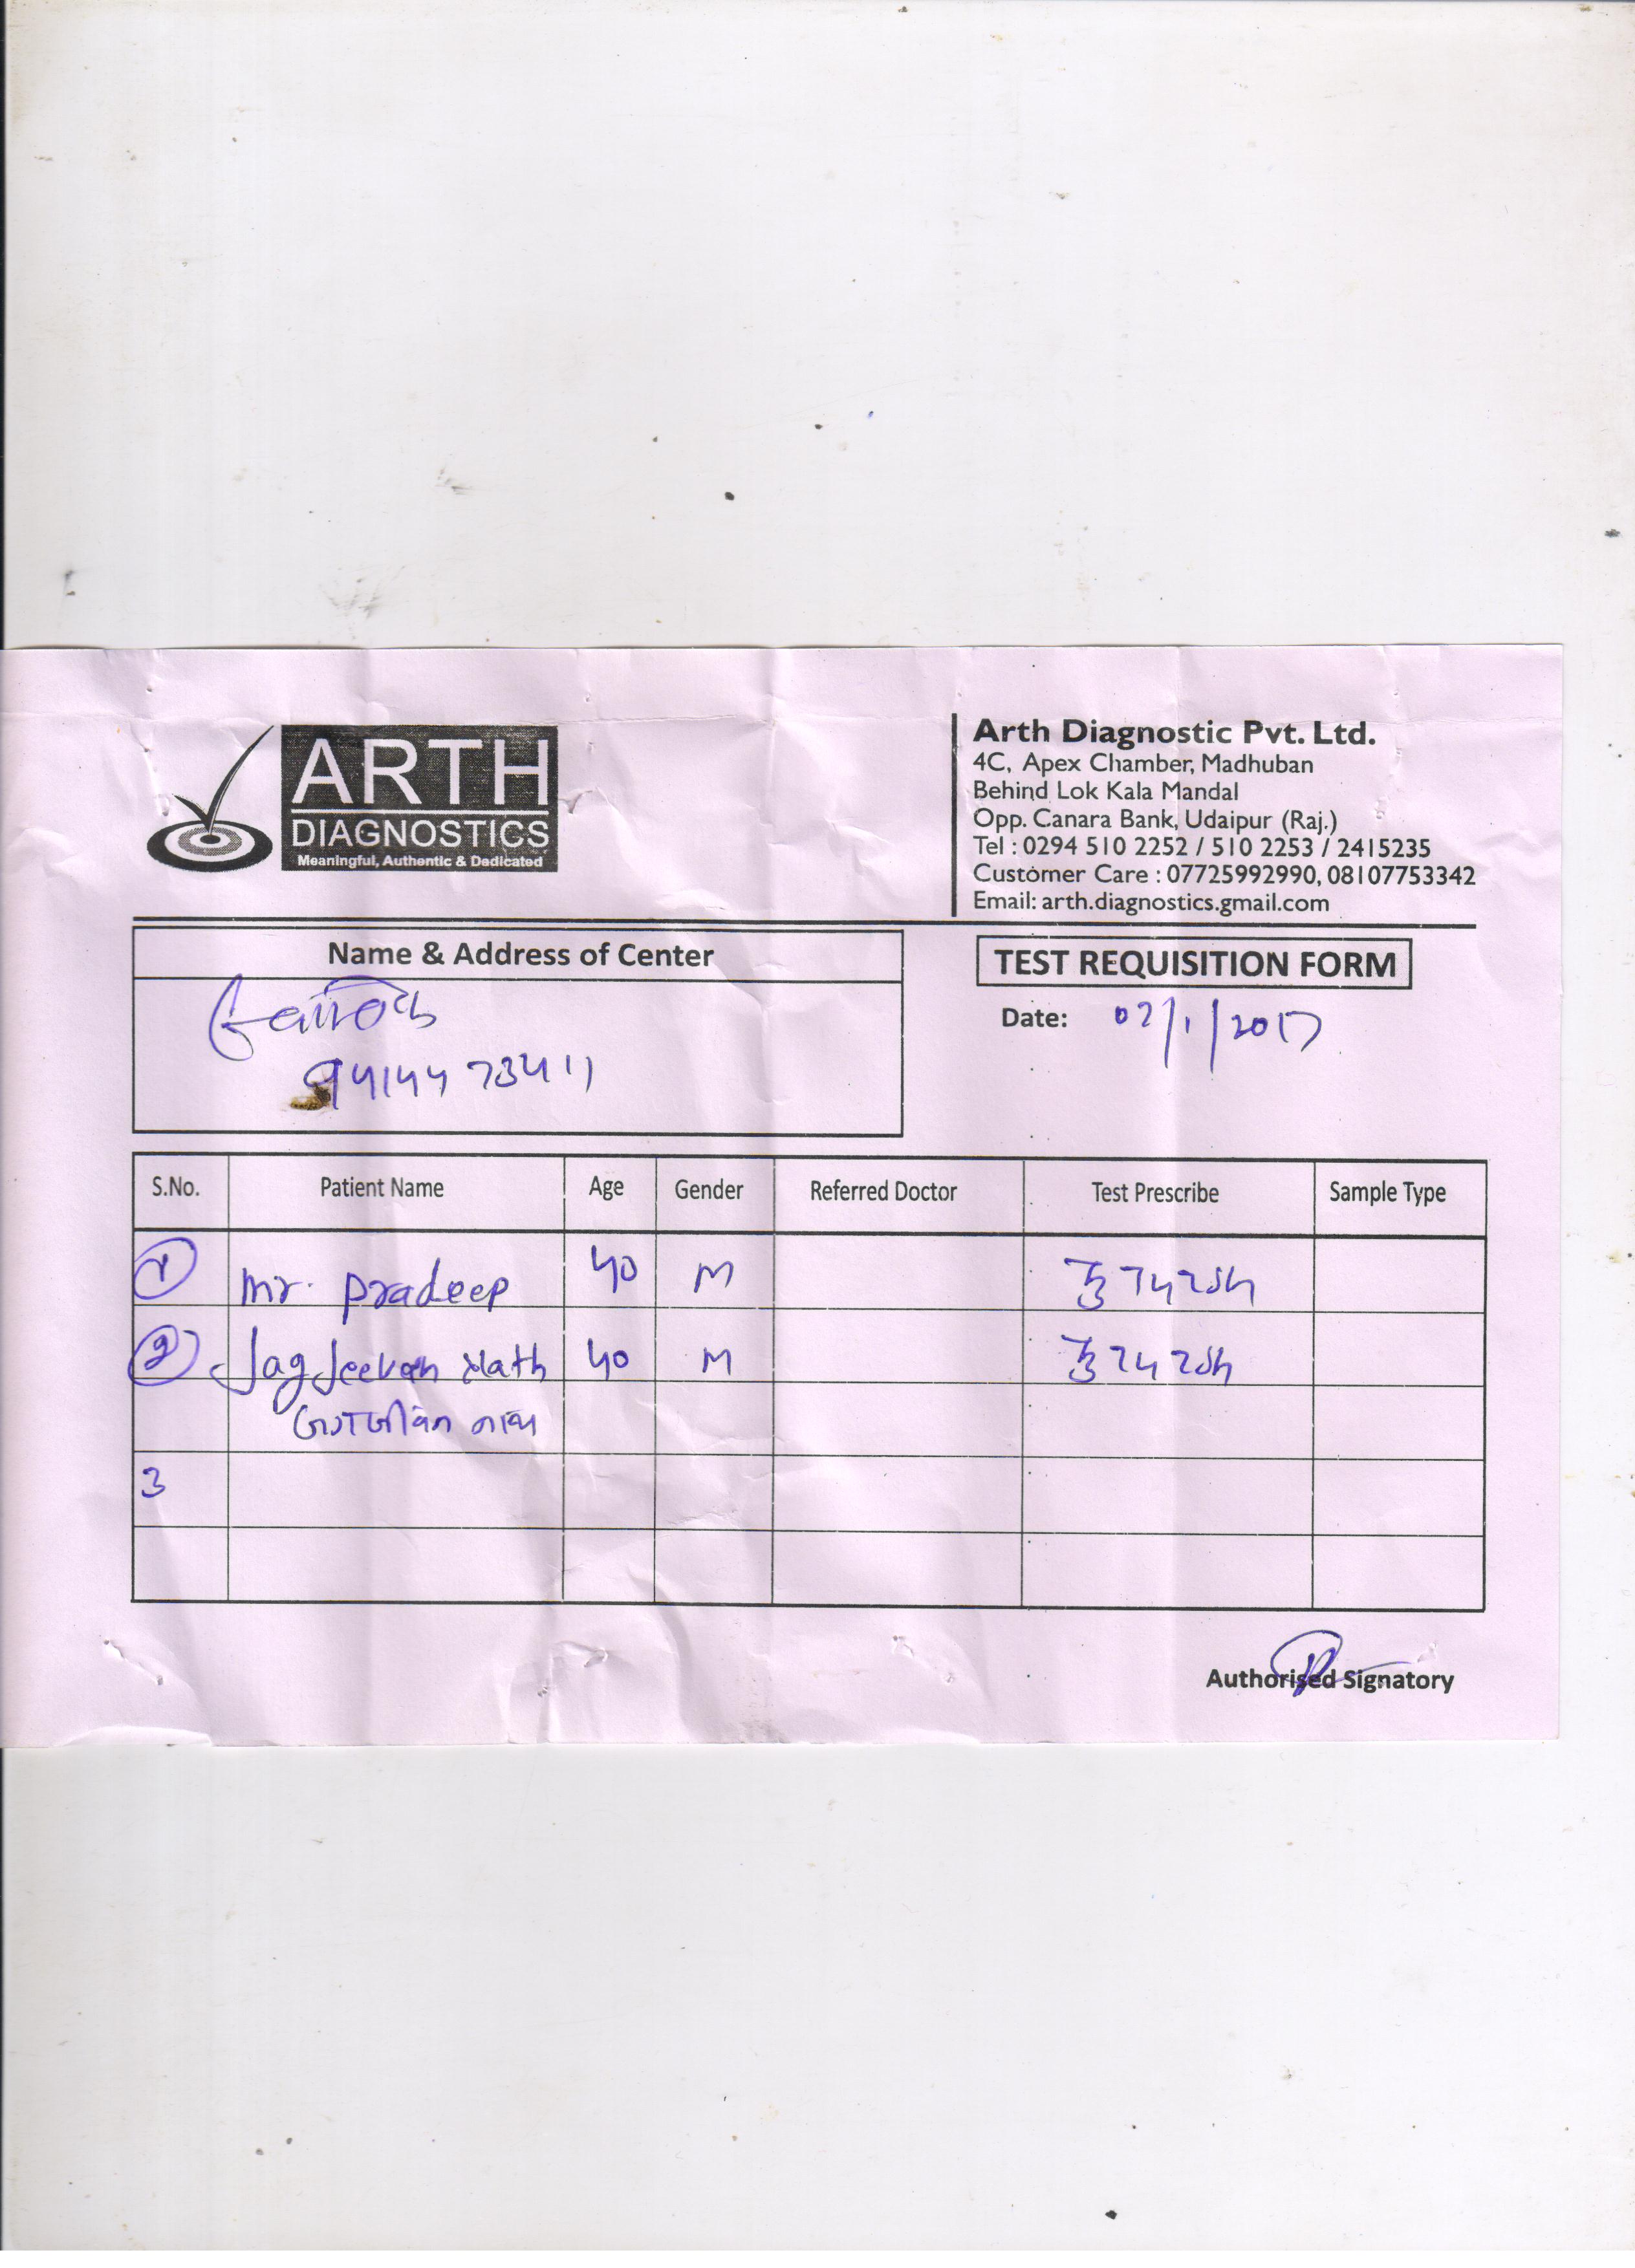 ARTH
DIAGNOSTICS
Meaningful, Authentic & Dedicated
Arth Diagnostic Pvt. Ltd.
4C, Apex Chamber, Madhuban
Behind Lok Kala Mandal
Opp. Canara Bank, Udaipur (Raj.)
Tel : 0294 510 2252 / 510 2253 / 2415235
Customer Care : 07725992990, 08107753342
Email: arth.diagnostics.gmail.com
Name & Address of Center
9414473411
TEST REQUISITION FORM
Date: 02/1/2017
S.No. Patient Name Age Gender Referred Doctor Test Prescribe Sample Type
1 Mr. Pradeep 40 M
2 Jagjeevan Nath 40 M
नाथ
3
Authorised Signatory